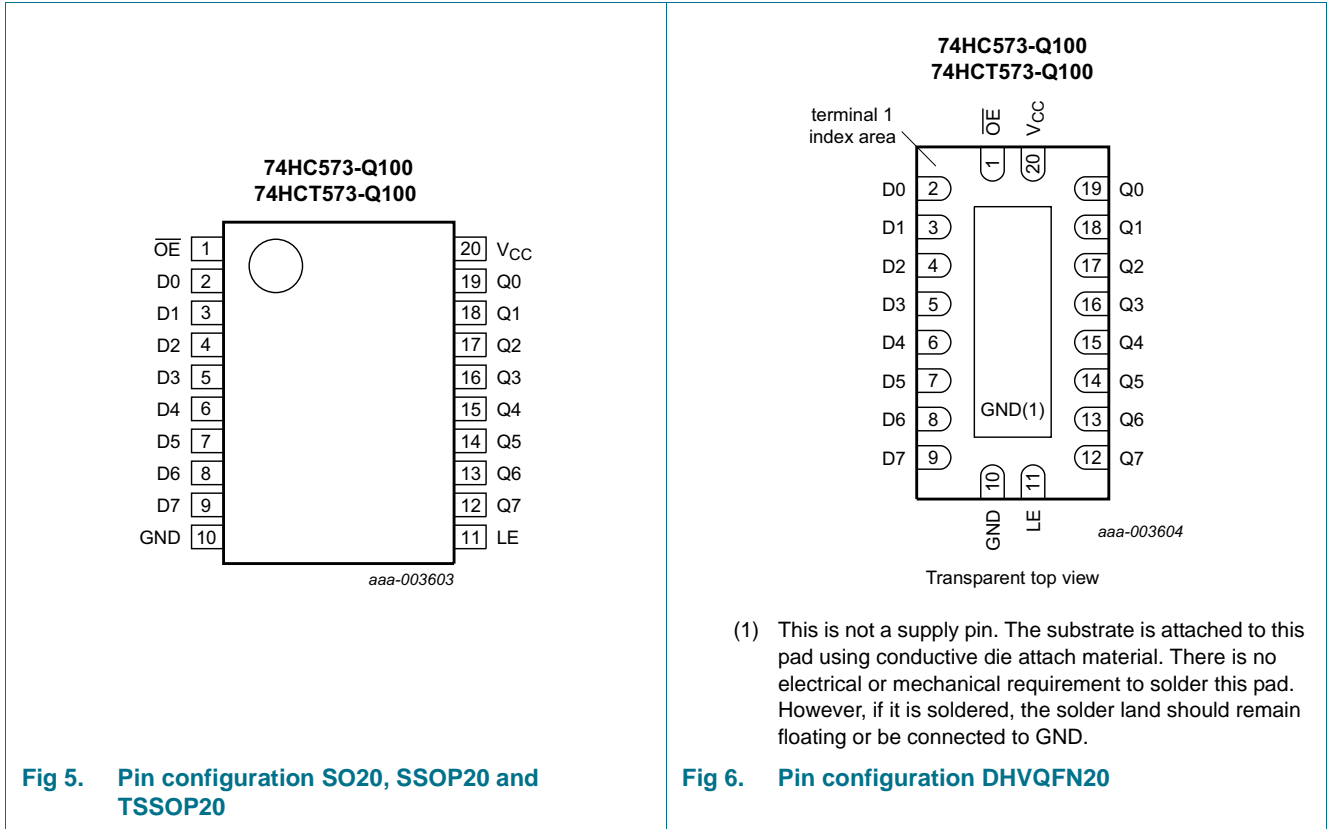 74HC573-Q100
74HCT573-Q100
OE 1
D0 2
D1 3
D2 4
D3 5
D4 6
D5 7
D6 8
D7 9
GND 10
20 VCC
19 Q0
18 Q1
17 Q2
16 Q3
15 Q4
14 Q5
13 Q6
12 Q7
11 LE
aaa-003603
Fig 5. Pin configuration SO20, SSOP20 and
TSSOP20
74HC573-Q100
74HCT573-Q100
terminal 1
index area
OE
VCC
1
20
D0 2
D1 3
D2 4
D3 5
D4 6
D5 7
D6 8
D7 9
19 Q0
18 Q1
17 Q2
16 Q3
15 Q4
14 Q5
13 Q6
12 Q7
GND(1)
10
11
GND
LE
aaa-003604
Transparent top view
(1) This is not a supply pin. The substrate is attached to this
pad using conductive die attach material. There is no
electrical or mechanical requirement to solder this pad.
However, if it is soldered, the solder land should remain
floating or be connected to GND.
Fig 6. Pin configuration DHVQFN20